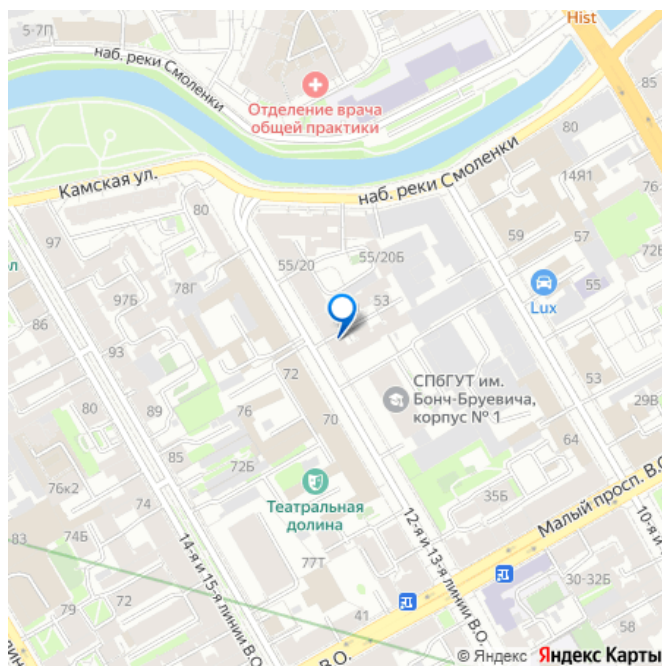 5-7П
Hist
наб. реки Смоленки
85
Отделение врача
общей практики
80
14Я1
76
Камская ул.
наб. реки Смоленки
80
97
59
57
72Б
55/20Б
55/20
ол
78Г
97Б
53
55
Lux
86
93
72
СПбГУТ им.
Бонч-Бруевича,
корпус № 1
53
29В
80
89
76
70
64
85
72Б
76к2
74
Театральная
долина
35Б
Малый просп. В.О
83
74Б
12-я и 13-я линии В.О.
10-я и
14-я и 15-я линии В.О.
77Т
30-32Б
79
72
41
58
лин
В.О.
© Яндекс Яндекс Карты